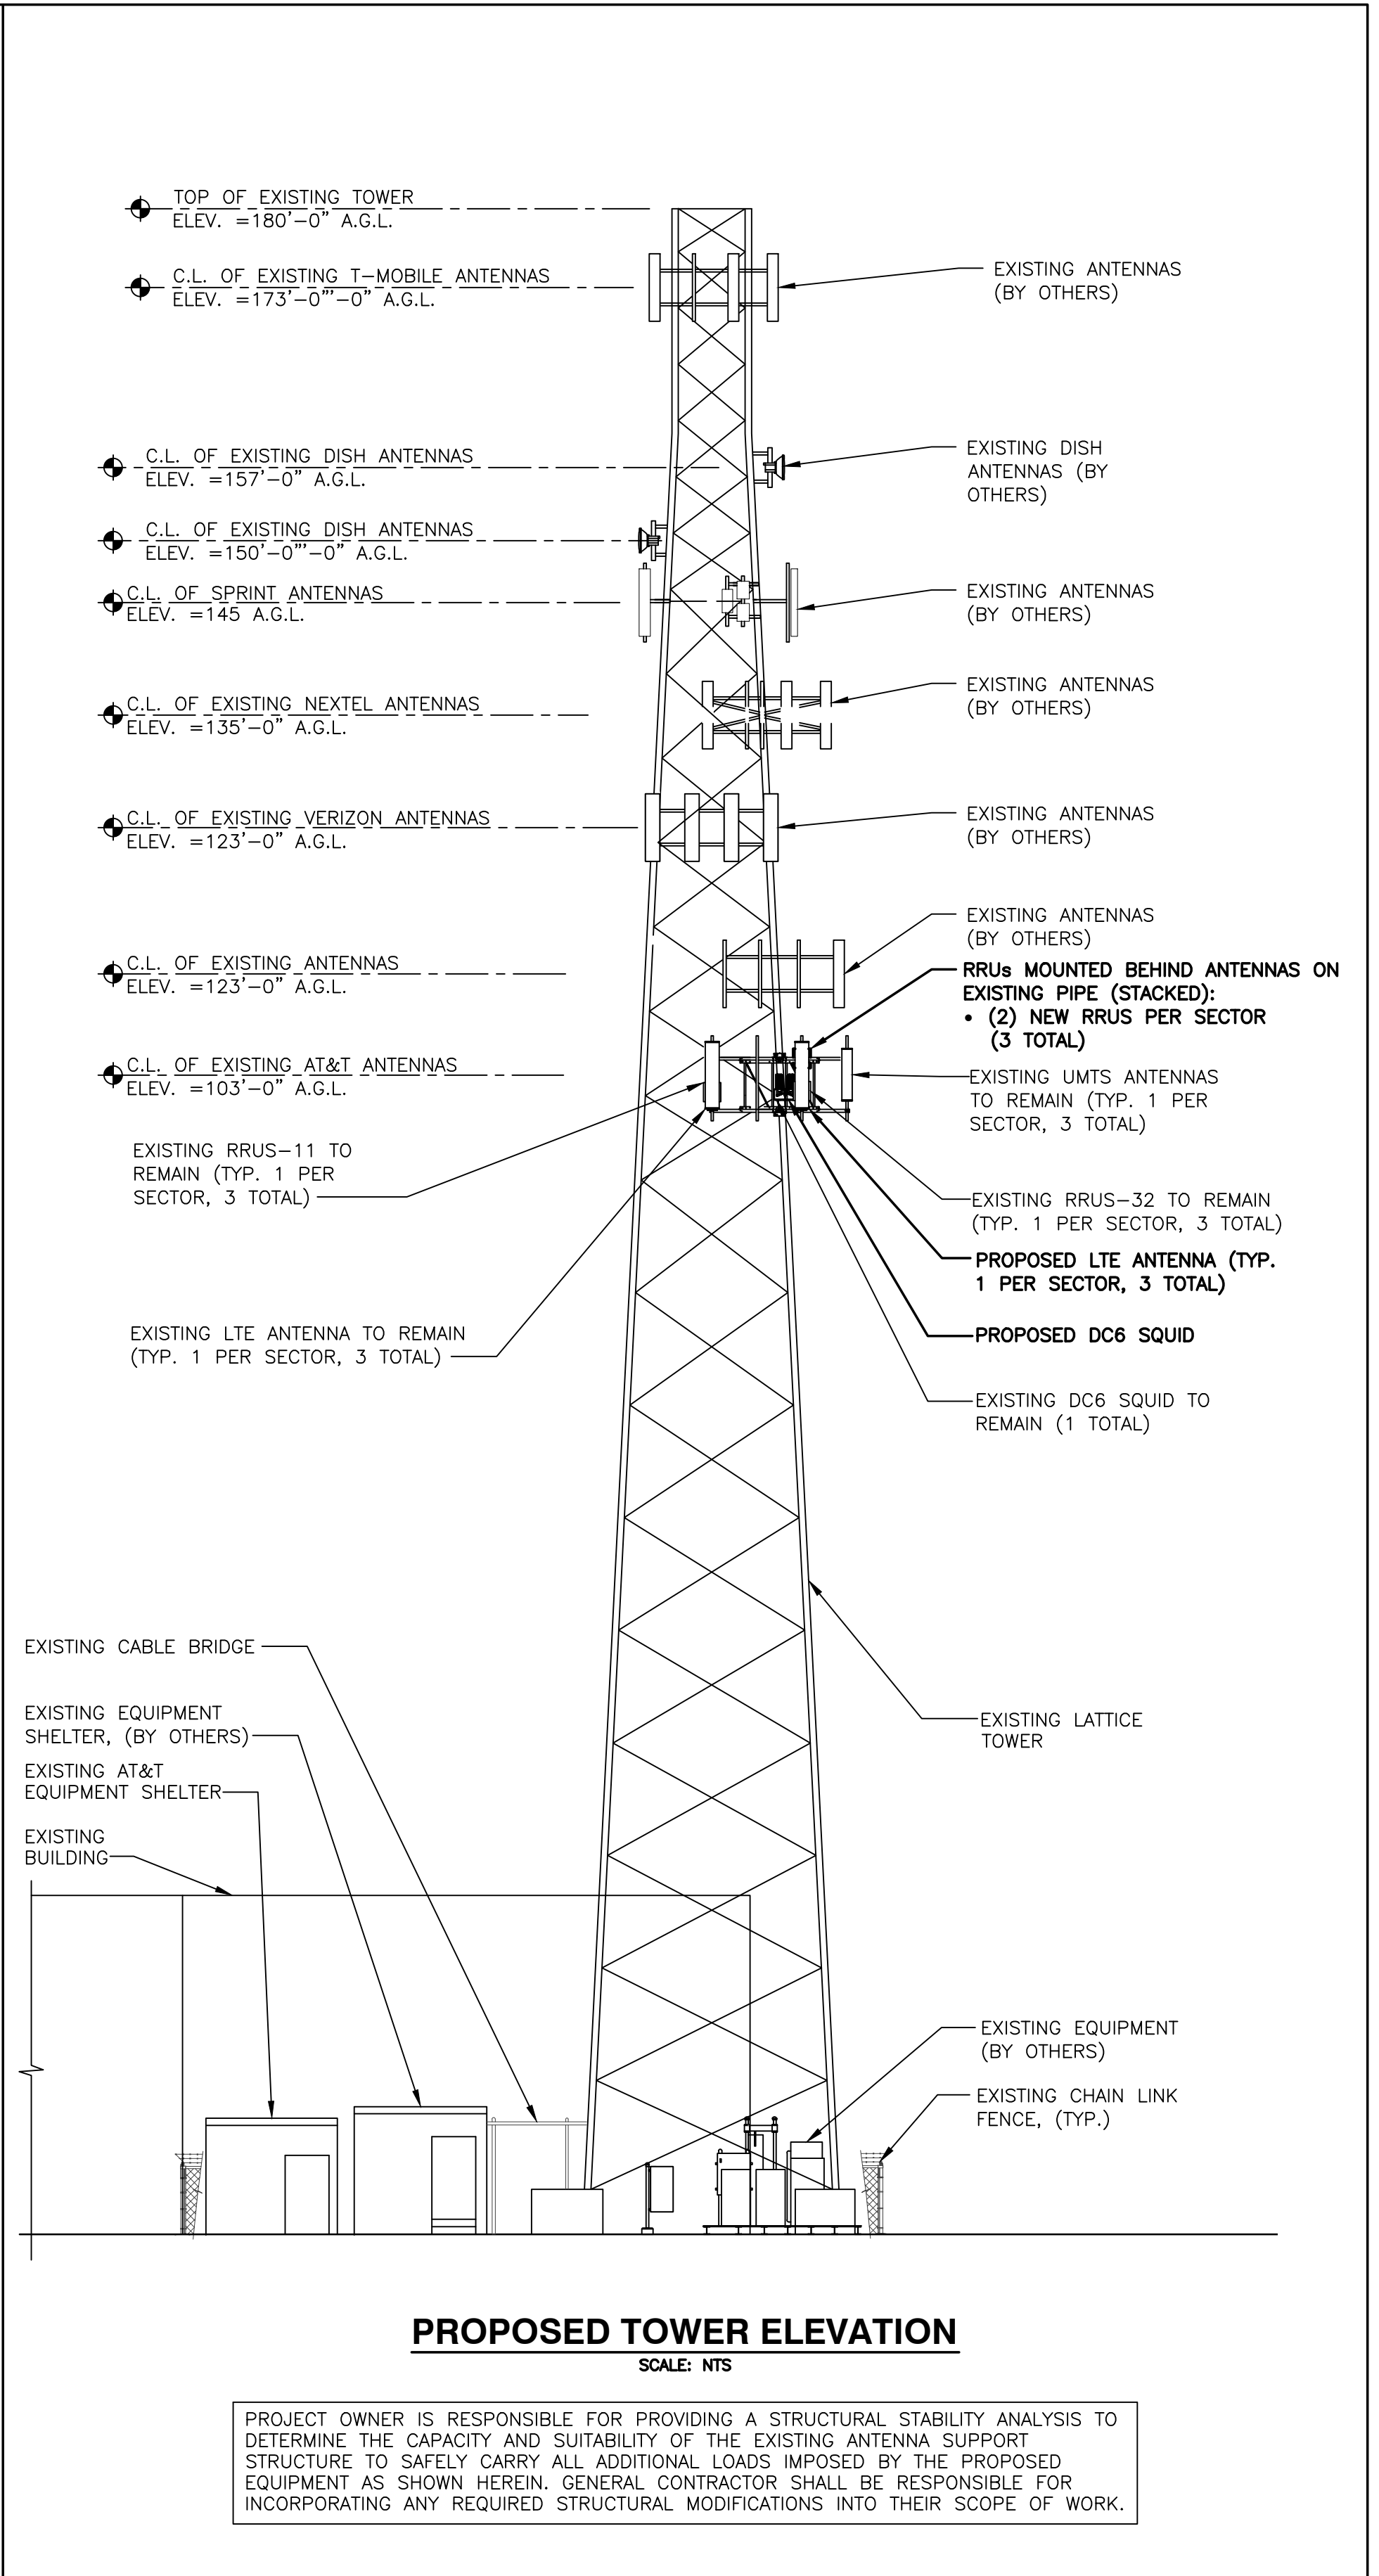 TOP OF EXISTING TOWER
ELEV. =180'-0" A.G.L.
C.L. OF EXISTING T-MOBILE ANTENNAS
ELEV. =173'-0"'-0" A.G.L.
EXISTING ANTENNAS
(BY OTHERS)
C.L. OF EXISTING DISH ANTENNAS
ELEV. =157'-0" A.G.L.
EXISTING DISH
ANTENNAS (BY
OTHERS)
C.L. OF EXISTING DISH ANTENNAS
ELEV. =150'-0"'-0" A.G.L.
C.L. OF SPRINT ANTENNAS
ELEV. =145 A.G.L.
EXISTING ANTENNAS
(BY OTHERS)
C.L. OF EXISTING NEXTEL ANTENNAS
ELEV. =135'-0" A.G.L.
EXISTING ANTENNAS
(BY OTHERS)
C.L. OF EXISTING VERIZON ANTENNAS
ELEV. =123'-0" A.G.L.
EXISTING ANTENNAS
(BY OTHERS)
C.L. OF EXISTING ANTENNAS
ELEV. =123'-0" A.G.L.
EXISTING ANTENNAS
(BY OTHERS)
RRUs MOUNTED BEHIND ANTENNAS ON
EXISTING PIPE (STACKED):
• (2) NEW RRUS PER SECTOR
(3 TOTAL)
C.L. OF EXISTING AT&T ANTENNAS
ELEV. =103'-0" A.G.L.
EXISTING UMTS ANTENNAS
TO REMAIN (TYP. 1 PER
SECTOR, 3 TOTAL)
EXISTING RRUS-11 TO
REMAIN (TYP. 1 PER
SECTOR, 3 TOTAL)
EXISTING RRUS-32 TO REMAIN
(TYP. 1 PER SECTOR, 3 TOTAL)
PROPOSED LTE ANTENNA (TYP.
1 PER SECTOR, 3 TOTAL)
EXISTING LTE ANTENNA TO REMAIN
(TYP. 1 PER SECTOR, 3 TOTAL)
PROPOSED DC6 SQUID
EXISTING DC6 SQUID TO
REMAIN (1 TOTAL)
EXISTING CABLE BRIDGE
EXISTING EQUIPMENT
SHELTER, (BY OTHERS)
EXISTING LATTICE
TOWER
EXISTING AT&T
EQUIPMENT SHELTER
EXISTING
BUILDING
EXISTING EQUIPMENT
(BY OTHERS)
EXISTING CHAIN LINK
FENCE, (TYP.)
PROPOSED TOWER ELEVATION
SCALE: NTS
PROJECT OWNER IS RESPONSIBLE FOR PROVIDING A STRUCTURAL STABILITY ANALYSIS TO
DETERMINE THE CAPACITY AND SUITABILITY OF THE EXISTING ANTENNA SUPPORT
STRUCTURE TO SAFELY CARRY ALL ADDITIONAL LOADS IMPOSED BY THE PROPOSED
EQUIPMENT AS SHOWN HEREIN. GENERAL CONTRACTOR SHALL BE RESPONSIBLE FOR
INCORPORATING ANY REQUIRED STRUCTURAL MODIFICATIONS INTO THEIR SCOPE OF WORK.